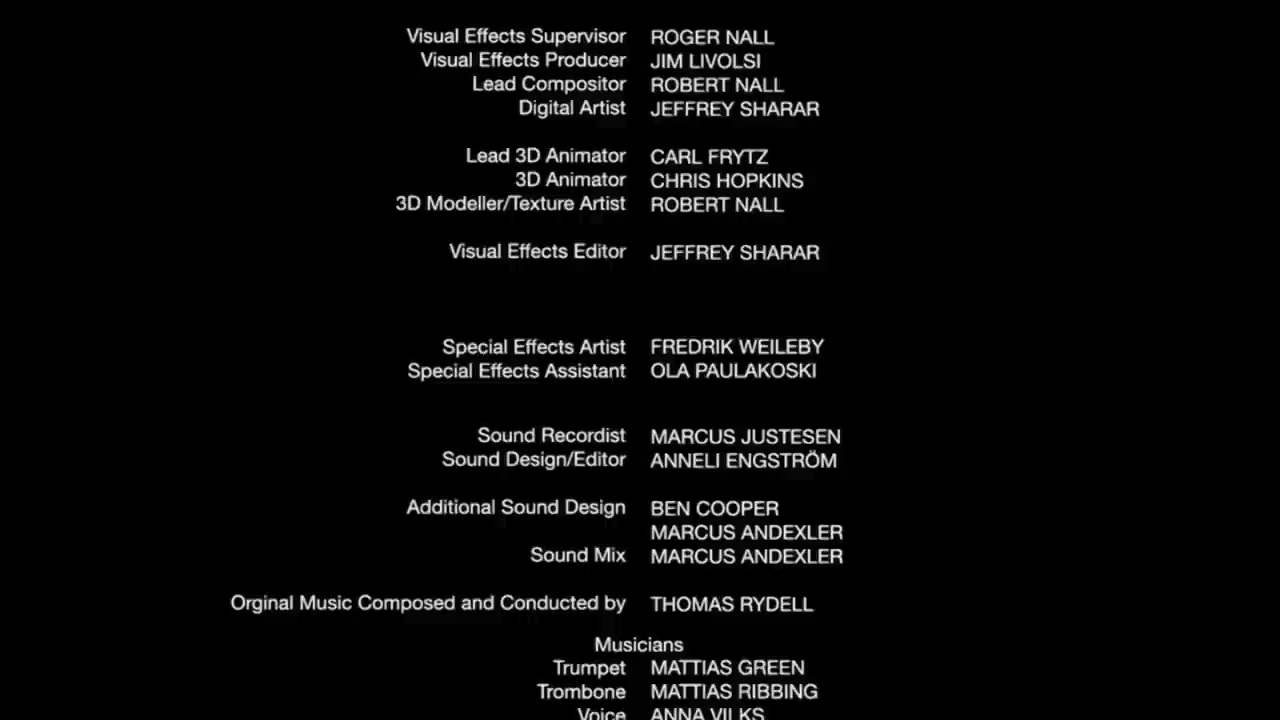 Visual Effects Supervisor ROGER NALL
Visual Effects Producer JIM LIVOLSI
Lead Compositor ROBERT NALL
Digital Artist JEFFREY SHARAR
Lead 3D Animator CARL FRYTZ
3D Animator CHRIS HOPKINS
3D Modeller/Texture Artist ROBERT NALL
Visual Effects Editor JEFFREY SHARAR
Special Effects Artist FREDRIK WEILEBY
Special Effects Assistant OLA PAULAKOSKI
Sound Recordist MARCUS JUSTESEN
Sound Design/Editor ANNELI ENGSTRÖM
Additional Sound Design BEN COOPER
MARCUS ANDEXLER
Sound Mix MARCUS ANDEXLER
Orginal Music Composed and Conducted by THOMAS RYDELL
Musicians
Trumpet MATTIAS GREEN
Trombone MATTIAS RIBBING
Voice ANNA VILKS